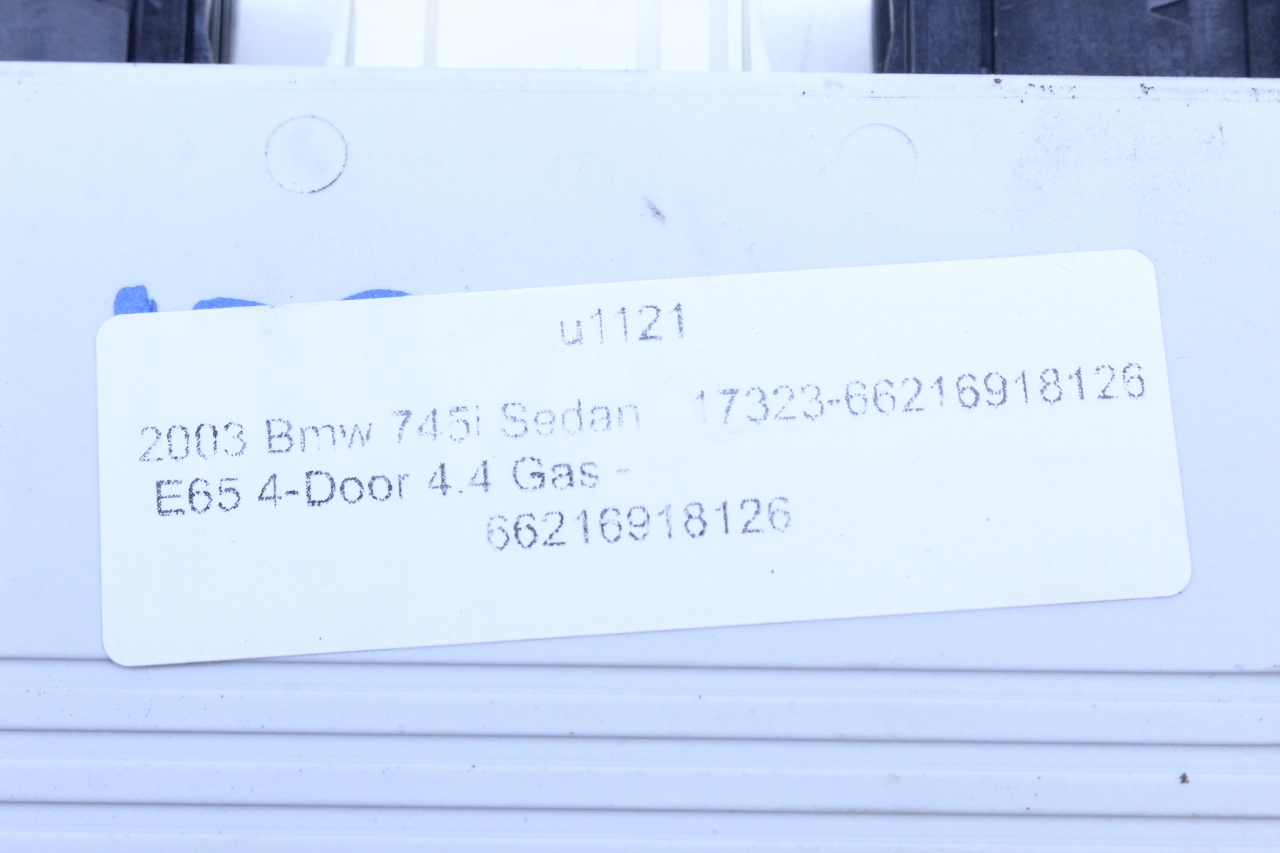 u1121
2003 Bmw 745i Sedan 17323-66216918126
E65 4-Door 4.4 Gas -
66216918126